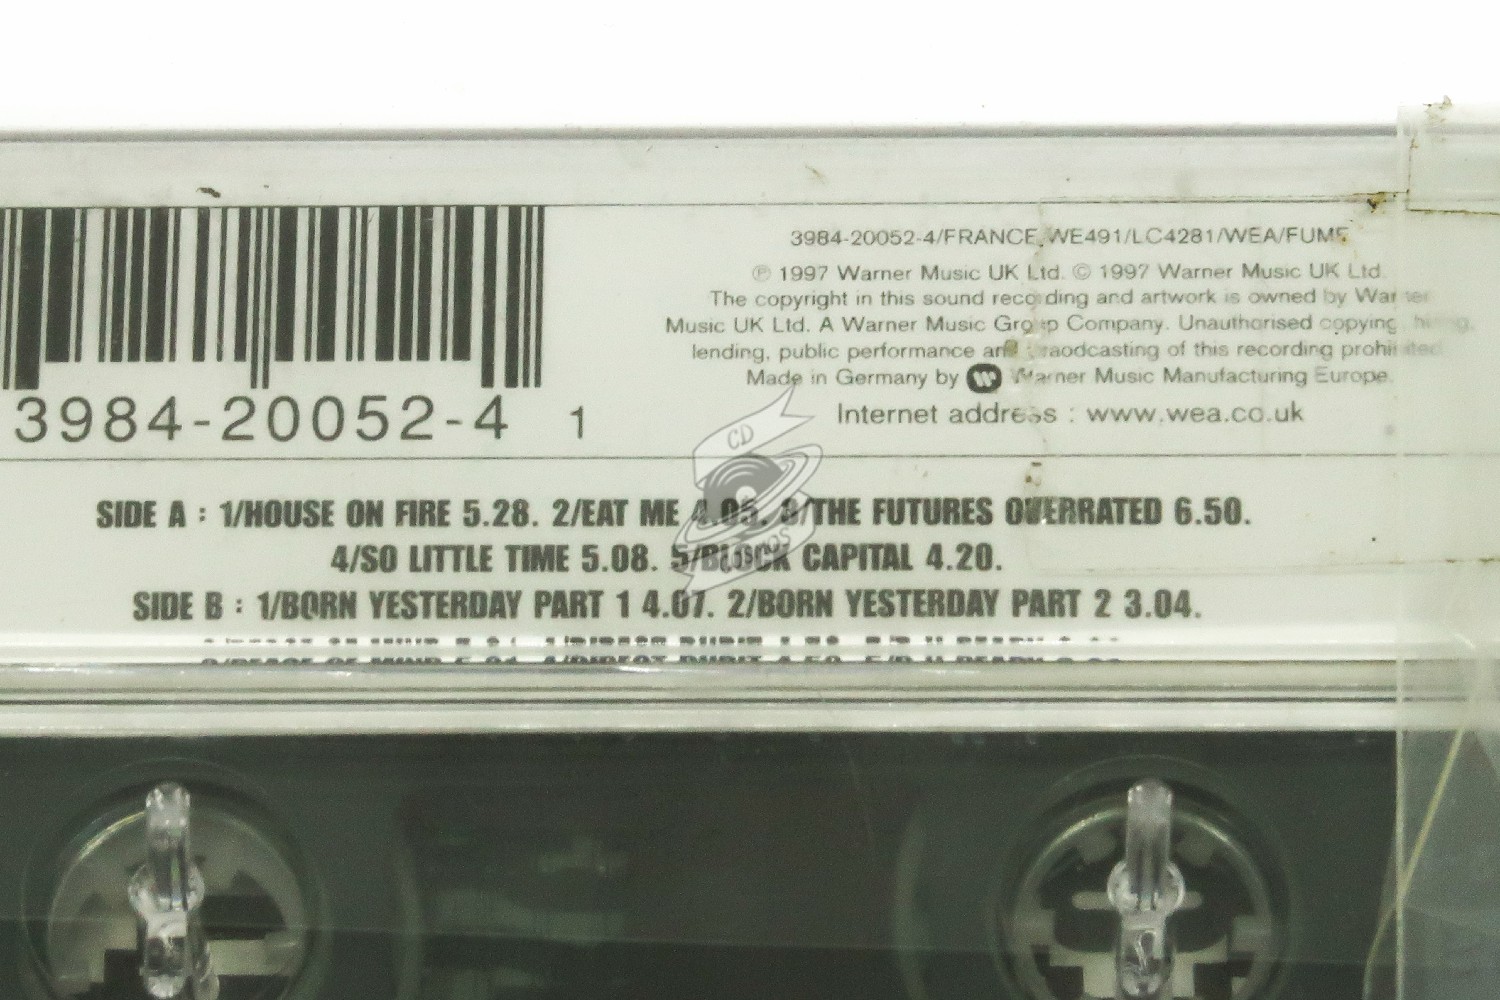 3984-20052-4/FRANCE WE491/LC4281/WEA/FUME
℗ 1997 Warner Music UK Ltd. © 1997 Warner Music UK Ltd.
The copyright in this sound recording and artwork is owned by Warner
Music UK Ltd. A Warner Music Group Company. Unauthorised copying, hiring,
lending, public performance and braodcasting of this recording prohibited
Made in Germany by Warner Music Manufacturing Europe.
Internet address : www.wea.co.uk
3984-20052-4 1
CD
SIDE A : 1/HOUSE ON FIRE 5.28. 2/EAT ME 4.05. 3/THE FUTURES OVERRATED 6.50.
4/SO LITTLE TIME 5.08. 5/BLOCK CAPITAL 4.20.
SIDE B : 1/BORN YESTERDAY PART 1 4.07. 2/BORN YESTERDAY PART 2 3.04.